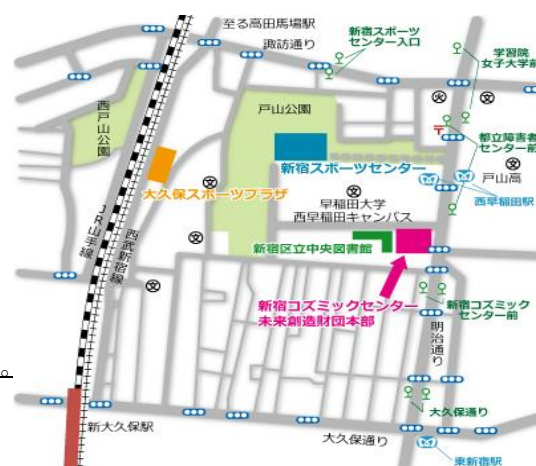 至る高田馬場駅
諏訪通り
新宿スポーツ
センター入口
学習院
女子大学前
西戸山公園
戸山公園
文
文
〒
都立障害者
センター前
新宿スポーツセンター
文
戸山高
大久保スポーツプラザ
文
早稲田大学
西早稲田キャンパス
西早稲田駅
JR山手線
西武新宿線
文
新宿区立中央図書館
文
新宿コズミックセンター
未来創造財団本部
新宿コズミック
センター前
明治通り
大久保通り
新大久保駅
大久保通り
東新宿駅